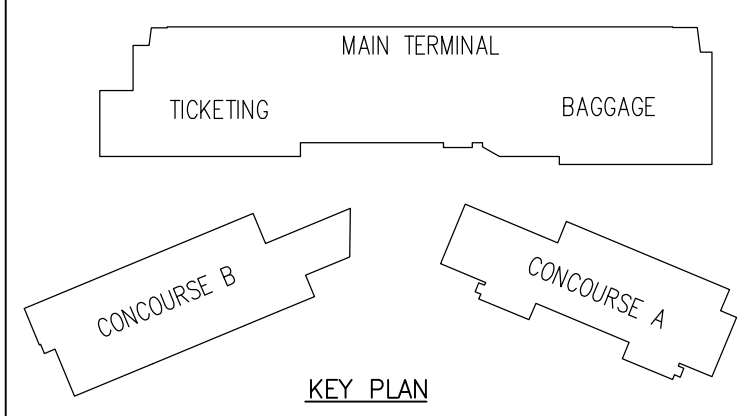 MAIN TERMINAL
TICKETING
BAGGAGE
CONCOURSE B
CONCOURSE A
KEY PLAN